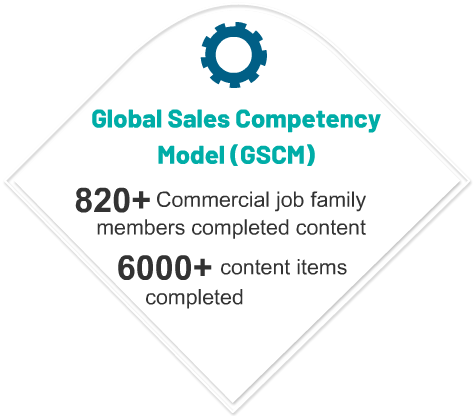 Global Sales Competency
Model (GSCM)
820+ Commercial job family
members completed content
6000+ content items
completed